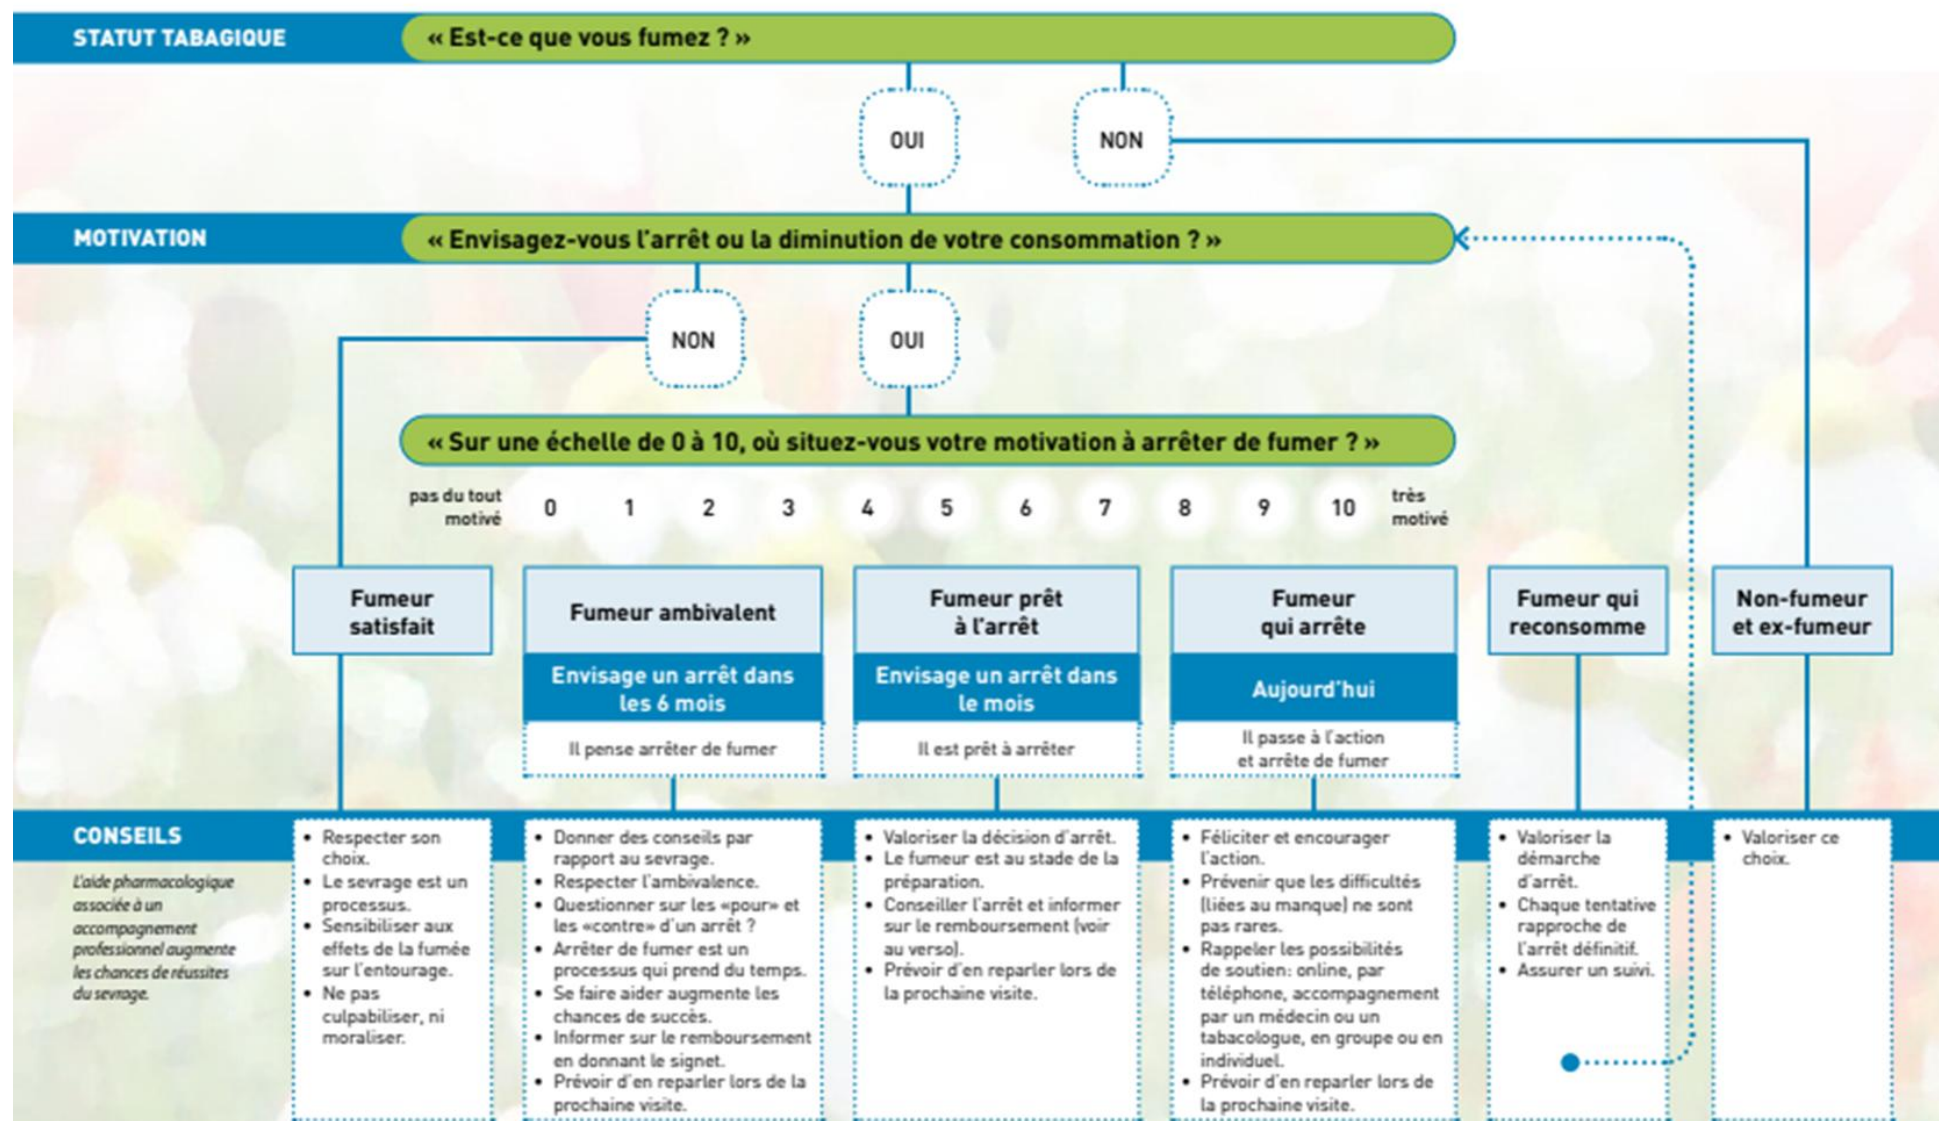 STATUT TABAGIQUE
« Est-ce que vous fumez ? »
OUI
NON
MOTIVATION
« Envisagez-vous l'arrêt ou la diminution de votre consommation ? »
NON
OUI
« Sur une échelle de 0 à 10, où situez-vous votre motivation à arrêter de fumer ? »
pas du tout
motivé
0 1 2 3 4 5 6 7 8 9 10
très
motivé
Fumeur
satisfait
Fumeur ambivalent
Envisage un arrêt dans
les 6 mois
Il pense arrêter de fumer
Fumeur prêt
à l'arrêt
Envisage un arrêt dans
le mois
Il est prêt à arrêter
Fumeur
qui arrête
Aujourd'hui
Il passe à l'action
et arrête de fumer
Fumeur qui
reconsomme
Non-fumeur
et ex-fumeur
CONSEILS
L'aide pharmacologique
associée à un
accompagnement
professionnel augmente
les chances de réussites
du sevrage.
• Respecter son
choix.
• Le sevrage est un
processus.
• Sensibiliser aux
effets de la fumée
sur l'entourage.
• Ne pas
culpabiliser, ni
moraliser.
• Donner des conseils par
rapport au sevrage.
• Respecter l'ambivalence.
• Questionner sur les «pour» et
les «contre» d'un arrêt ?
• Arrêter de fumer est un
processus qui prend du temps.
• Se faire aider augmente les
chances de succès.
• Informer sur le remboursement
en donnant le signet.
• Prévoir d'en reparler lors de la
prochaine visite.
• Valoriser la décision d'arrêt.
• Le fumeur est au stade de la
préparation.
• Conseiller l'arrêt et informer
sur le remboursement (voir
au verso).
• Prévoir d'en reparler lors de
la prochaine visite.
• Féliciter et encourager
l'action.
• Prévenir que les difficultés
(liées au manque) ne sont
pas rares.
• Rappeler les possibilités
de soutien: online, par
téléphone, accompagnement
par un médecin ou un
tabacologue, en groupe ou en
individuel.
• Prévoir d'en reparler lors de
la prochaine visite.
• Valoriser la
démarche
d'arrêt.
• Chaque tentative
rapproche de
l'arrêt définitif.
• Assurer un suivi.
• Valoriser ce
choix.